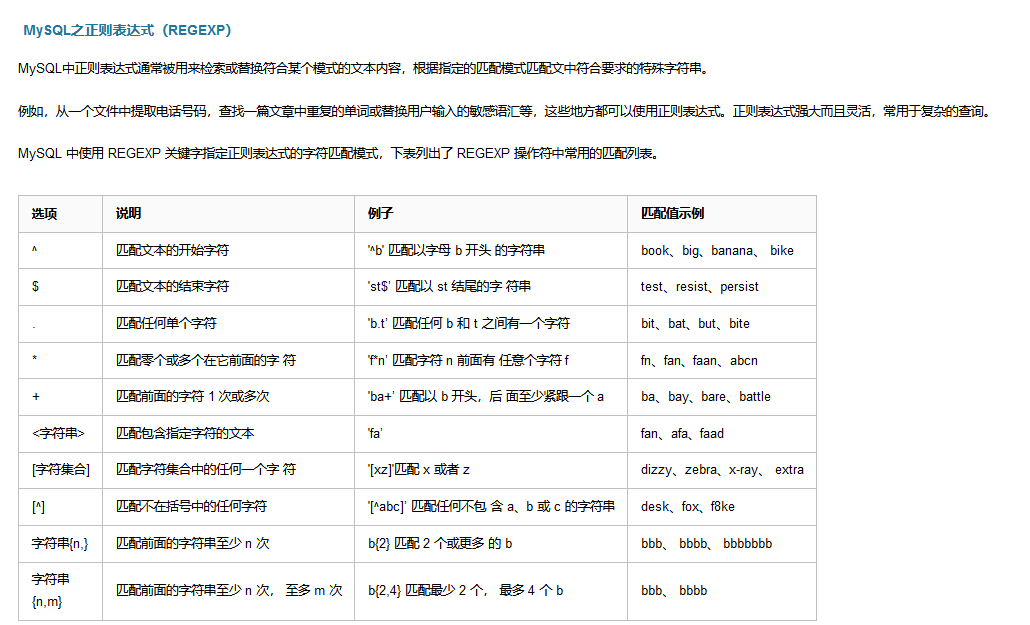 MySQL之正则表达式（REGEXP）
MySQL中正则表达式通常被用来检索或替换符合某个模式的文本内容，根据指定的匹配模式匹配文中符合要求的特殊字符串。
例如，从一个文件中提取电话号码，查找一篇文章中重复的单词或替换用户输入的敏感语汇等，这些地方都可以使用正则表达式。正则表达式强大而且灵活，常用于复杂的查询。
MySQL 中使用 REGEXP 关键字指定正则表达式的字符匹配模式，下表列出了 REGEXP 操作符中常用的匹配列表。
选项 说明 例子 匹配值示例
^ 匹配文本的开始字符 '^b' 匹配以字母 b 开头 的字符串 book、big、banana、 bike
$ 匹配文本的结束字符 'st$’ 匹配以 st 结尾的字 符串 test、resist、persist
. 匹配任何单个字符 'b.t’ 匹配任何 b 和 t 之间有一个字符 bit、bat、but、bite
* 匹配零个或多个在它前面的字 符 'f*n’ 匹配字符 n 前面有 任意个字符 f fn、fan、faan、abcn
+ 匹配前面的字符 1 次或多次 'ba+’ 匹配以 b 开头，后 面至少紧跟一个 a ba、bay、bare、battle
<字符串> 匹配包含指定字符的文本 'fa’ fan、afa、faad
[字符集合] 匹配字符集合中的任何一个字 符 '[xz]'匹配 x 或者 z dizzy、zebra、x-ray、 extra
[^] 匹配不在括号中的任何字符 '[^abc]’ 匹配任何不包 含 a、b 或 c 的字符串 desk、fox、f8ke
字符串{n,} 匹配前面的字符串至少 n 次 b{2} 匹配 2 个或更多 的 b bbb、 bbbb、 bbbbbbb
字符串
{n,m} 匹配前面的字符串至少 n 次， 至多 m 次 b{2,4} 匹配最少 2 个， 最多 4 个 b bbb、 bbbb